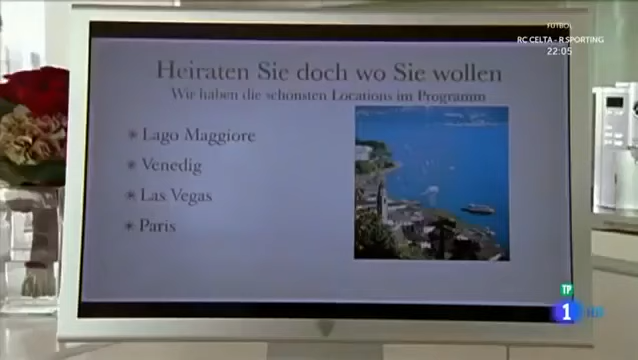 FÚTBOL
RC CELTA - R SPORTING
22:05
Heiraten Sie doch wo Sie wollen
Wir haben die schönsten Locations im Programm
* Lago Maggiore
* Venedig
* Las Vegas
* Paris
TP
1